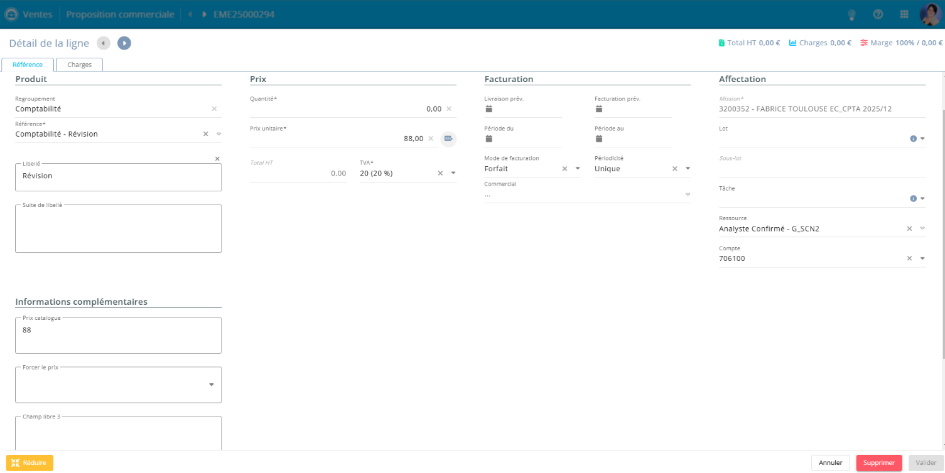 Ventes Proposition commerciale EME25000294
Détail de la ligne Total HT 0,00 € Charges 0,00 € Marge 100% / 0,00 €
Référence Charges
Produit Prix Facturation Affectation
Regroupement Quantité* Livraison prév. Facturation prév. Affaire*
Comptabilité 0,00 3200352 - FABRICE TOULOUSE EC_CPTA 2025/12
Référence* Prix unitaire* Période du Période au Lot
Comptabilité - Révision 88,00
Libellé Total HT TVA* Mode de facturation Périodicité Sous-lot
Révision 0.00 20 (20 %) Forfait Unique
Commercial Tâche
...
Suite de libellé Ressource
Analyste Confirmé - G_SCN2
Compte
706100
Informations complémentaires
Prix catalogue
88
Forcer le prix
Champ libre 3
Réduire Annuler Supprimer Valider